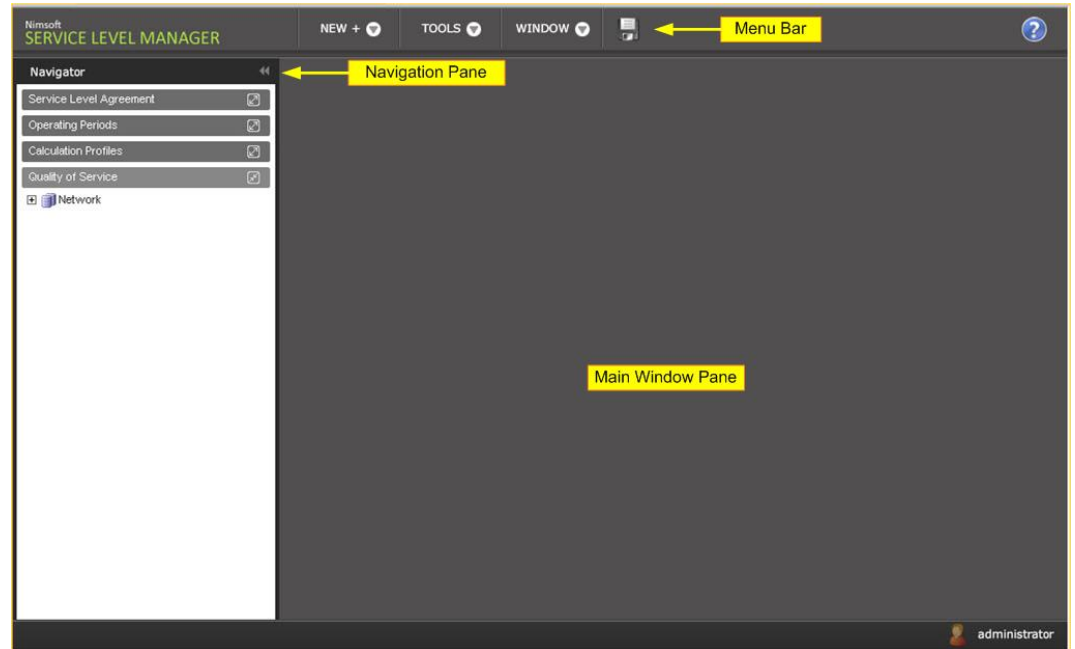 Nimsoft
SERVICE LEVEL MANAGER
NEW +
TOOLS
WINDOW
Menu Bar
?
Navigator
Navigation Pane
Service Level Agreement
Operating Periods
Calculation Profiles
Quality of Service
Network
Main Window Pane
administrator